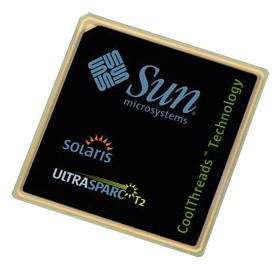 Sun
microsystems
solaris
ULTRASPARC T2
CoolThreads™ Technology